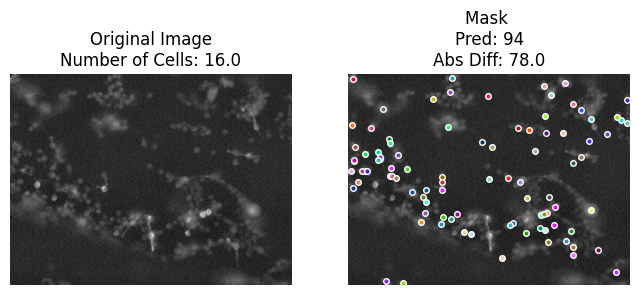 Original Image
Number of Cells: 16.0
Mask
Pred: 94
Abs Diff: 78.0